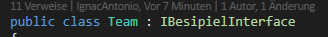 11 Verweise | IgnacAntonio, Vor 7 Minuten | 1 Autor, 1 Änderung
public class Team : IBesipielInterface
{